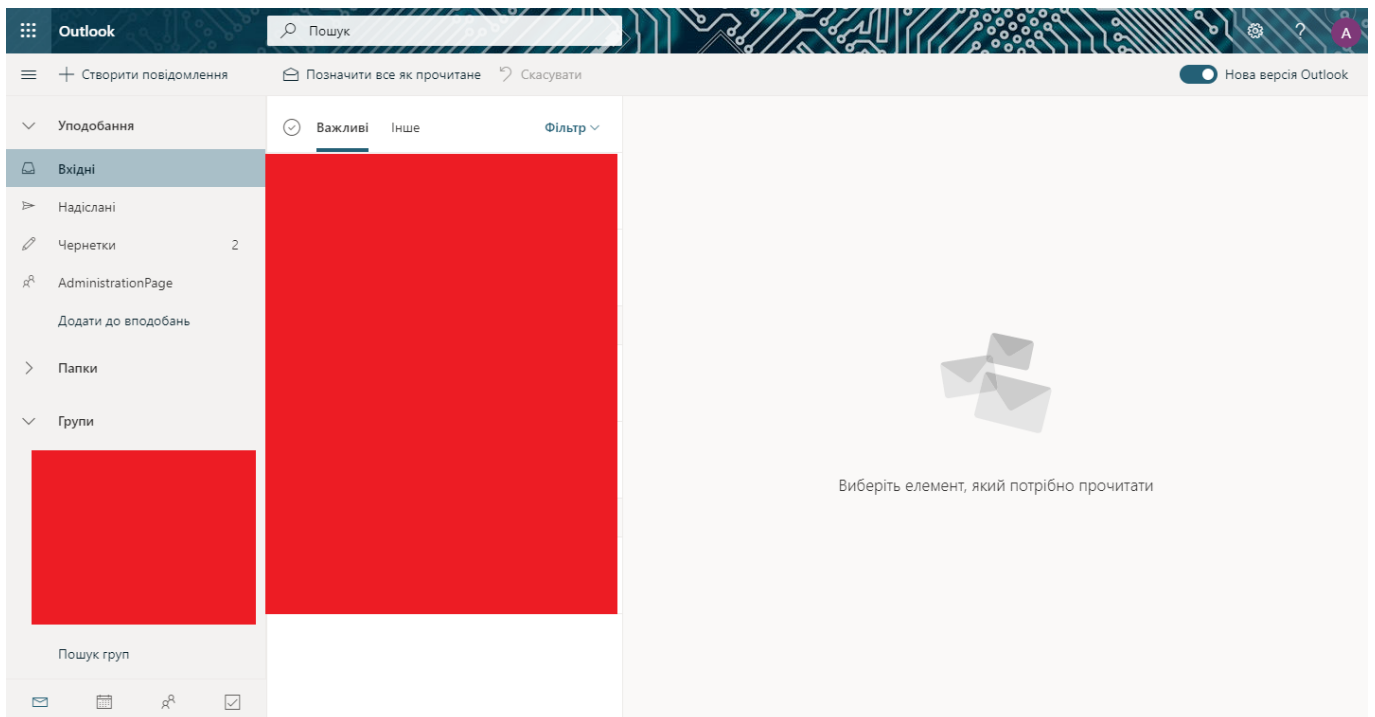 Outlook
Пошук
?
A
Створити повідомлення
Позначити все як прочитане
Скасувати
Нова версія Outlook
Уподобання
Вхідні
Надіслані
Чернетки 2
AdministrationPage
Додати до вподобань
Папки
Групи
Пошук груп
Важливі Інше Фільтр
Виберіть елемент, який потрібно прочитати